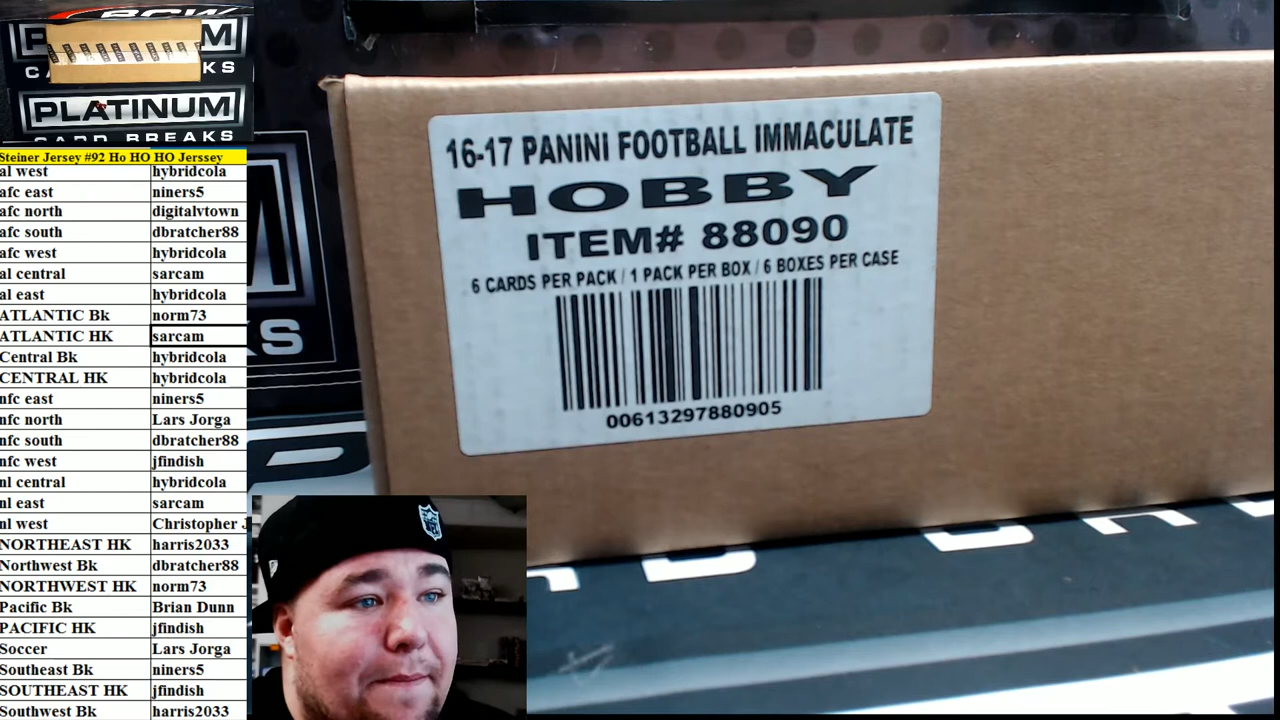 PLATINUM
CARD BREAKS
Steiner Jersey #92 Ho HO HO Jerssey
al west hybridcola
afc east niners5
afc north digitalvtown
afc south dbratcher88
afc west hybridcola
al central sarcam
al east hybridcola
ATLANTIC Bk norm73
ATLANTIC HK sarcam
Central Bk hybridcola
CENTRAL HK hybridcola
nfc east niners5
nfc north Lars Jorga
nfc south dbratcher88
nfc west jfindish
nl central hybridcola
nl east sarcam
nl west Christopher J
NORTHEAST HK harris2033
Northwest Bk dbratcher88
NORTHWEST HK norm73
Pacific Bk Brian Dunn
PACIFIC HK jfindish
Soccer Lars Jorga
Southeast Bk niners5
SOUTHEAST HK jfindish
Southwest Bk harris2033
16-17 PANINI FOOTBALL IMMACULATE
HOBBY
ITEM# 88090
6 CARDS PER PACK / 1 PACK PER BOX / 6 BOXES PER CASE
00613297880905
NFL